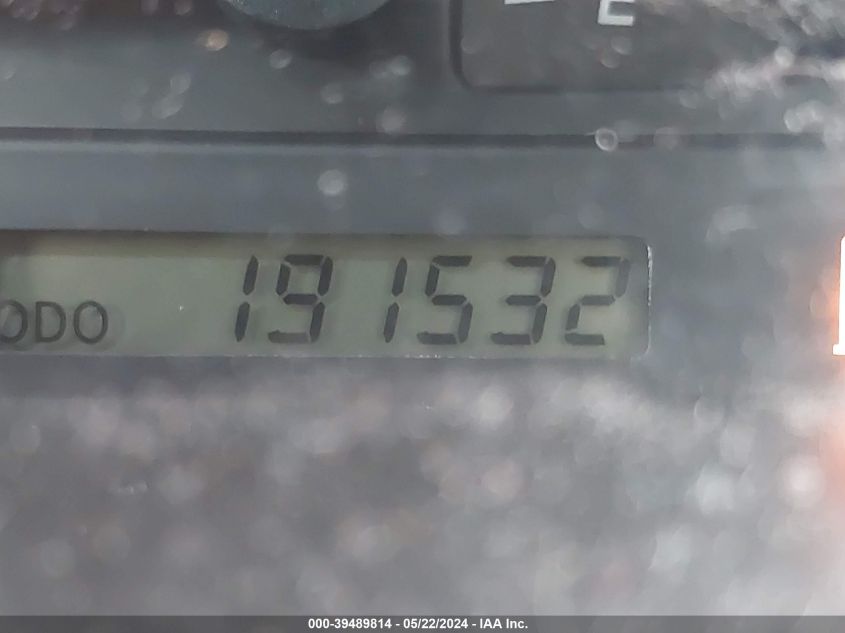 E
ODO 191532
000-39489814 - 05/22/2024 - IAA Inc.